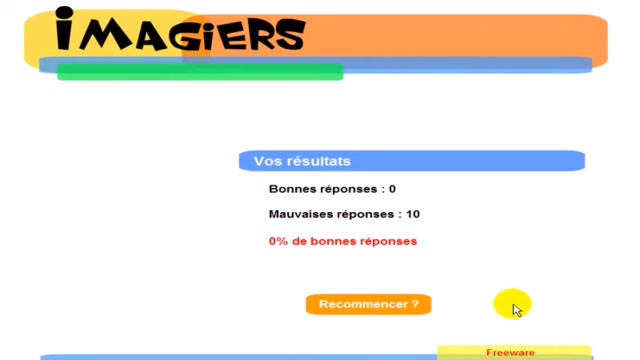 iMAGiERS
Vos résultats
Bonnes réponses : 0
Mauvaises réponses : 10
0% de bonnes réponses
Recommencer ?
Freeware